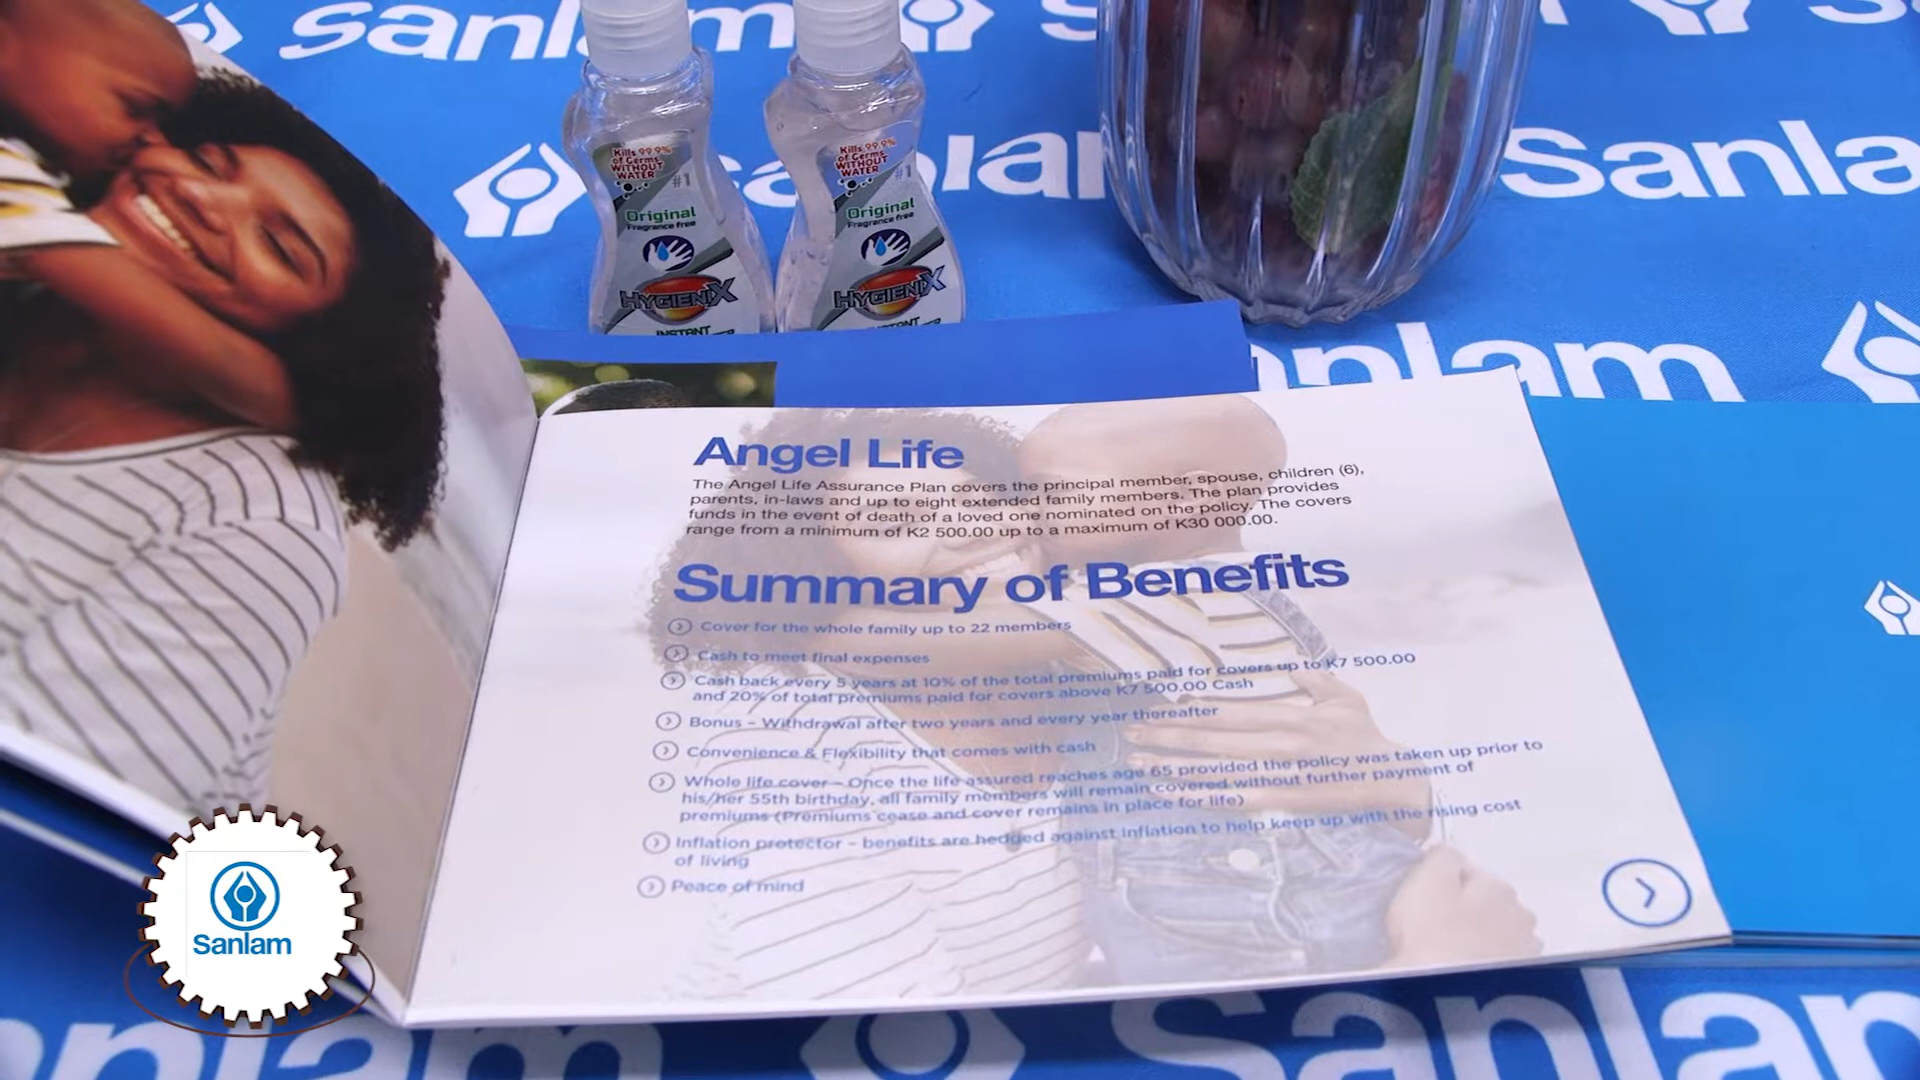 Sanlam
Sanlam
Kills 99.9%
of Germs
WITHOUT
WATER
#1
Original
Fragrance free
HYGIENIX
INSTANT
Kills 99.9%
of Germs
WITHOUT
WATER
#1
Original
Fragrance free
HYGIENIX
Angel Life
The Angel Life Assurance Plan covers the principal member, spouse, children (6),
parents, in-laws and up to eight extended family members. The plan provides
funds in the event of death of a loved one nominated on the policy. The covers
range from a minimum of K2 500.00 up to a maximum of K30 000.00.
Summary of Benefits
Cover for the whole family up to 22 members
Cash to meet final expenses
Cash back every 5 years at 10% of the total premiums paid for covers up to K7 500.00
and 20% of total premiums paid for covers above K7 500.00 Cash
Bonus – Withdrawal after two years and every year thereafter
Convenience & Flexibility that comes with cash
Whole life cover – Once the life assured reaches age 65 provided the policy was taken up prior to
his/her 55th birthday, all family members will remain covered without further payment of
premiums (Premiums cease and cover remains in place for life)
Inflation protector – benefits are hedged against inflation to help keep up with the rising cost
of living
Peace of mind
Sanlam
Sanlam